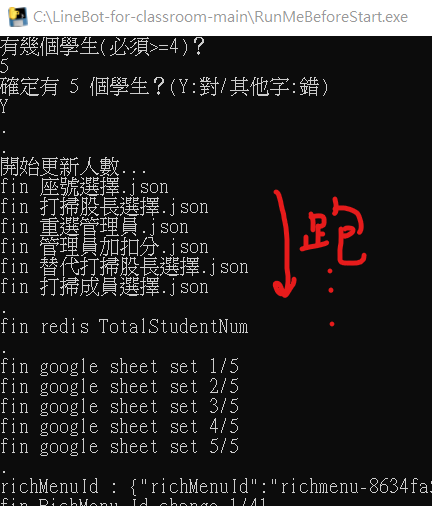 C:\LineBot-for-classroom-main\RunMeBeforeStart.exe
有幾個學生(必須>=4)?
5
確定有 5 個學生?(Y:對/其他字:錯)
Y
.
.
開始更新人數...
fin 座號選擇.json
fin 打掃股長選擇.json
fin 重選管理員.json
fin 管理員加扣分.json
fin 替代打掃股長選擇.json
fin 打掃成員選擇.json
跑...
.
fin redis TotalStudentNum
.
fin google sheet set 1/5
fin google sheet set 2/5
fin google sheet set 3/5
fin google sheet set 4/5
fin google sheet set 5/5
.
richMenuId : {"richMenuId":"richmenu-8634fa
fin RichMenu Id change 1/4]